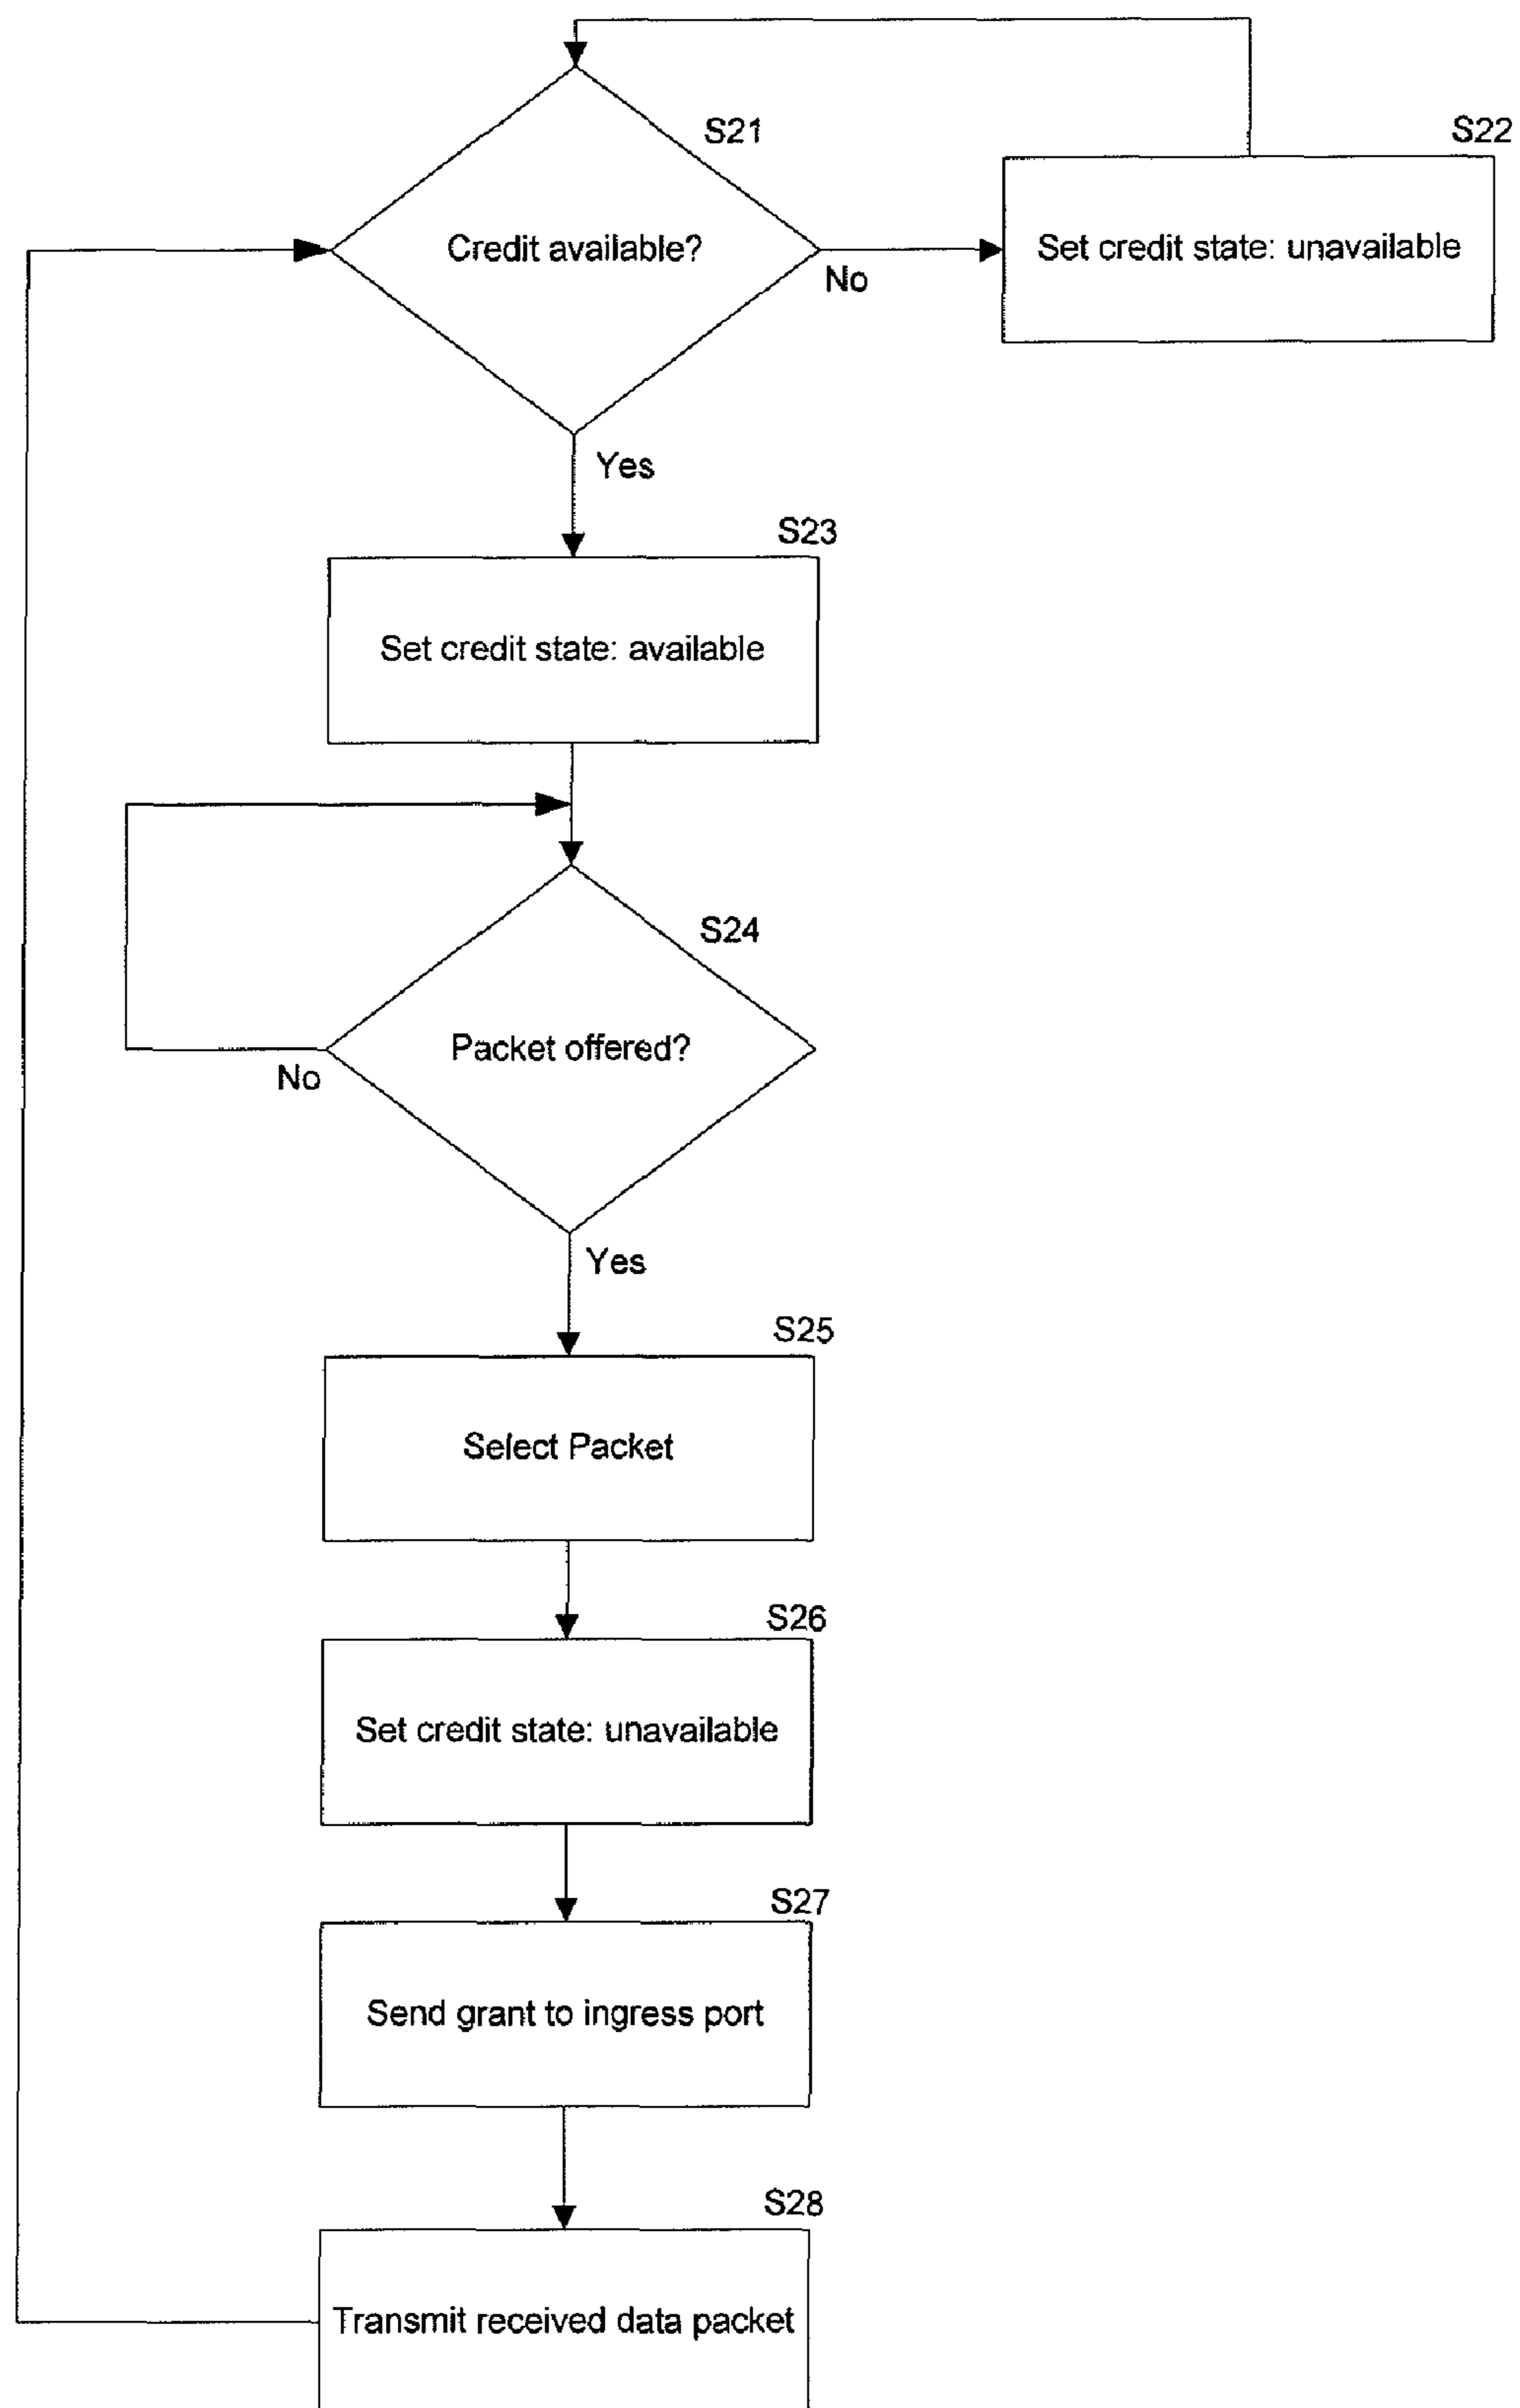 S21
Credit available?
No
S22
Set credit state: unavailable
Yes
S23
Set credit state: available
S24
Packet offered?
No
Yes
S25
Select Packet
S26
Set credit state: unavailable
S27
Send grant to ingress port
S28
Transmit received data packet